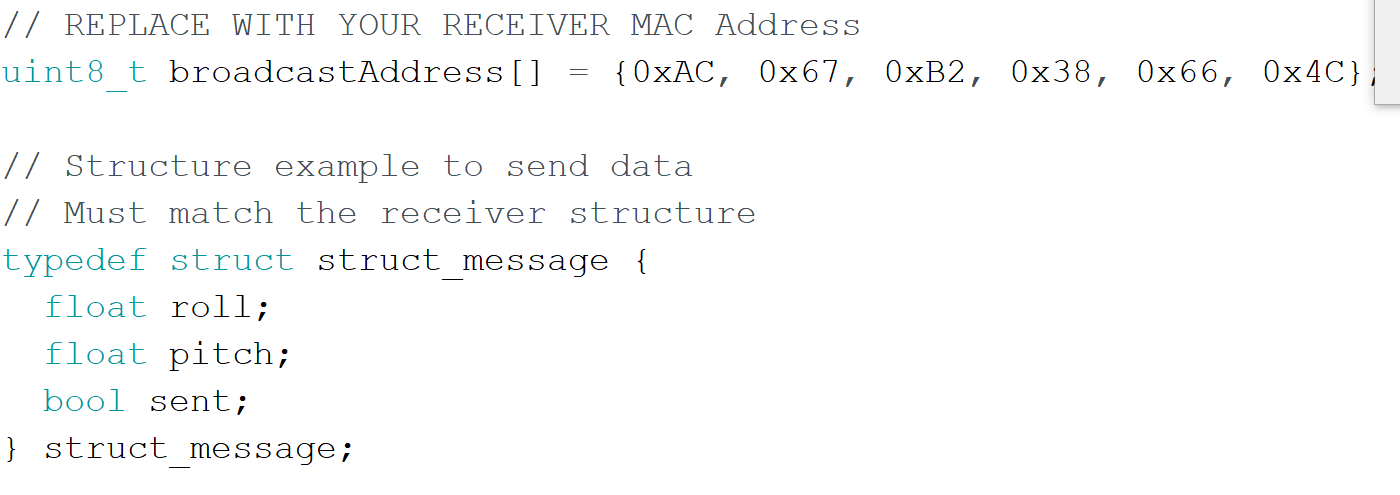 // REPLACE WITH YOUR RECEIVER MAC Address
uint8_t broadcastAddress[] = {0xAC, 0x67, 0xB2, 0x38, 0x66, 0x4C};
// Structure example to send data
// Must match the receiver structure
typedef struct struct_message {
  float roll;
  float pitch;
  bool sent;
} struct_message;